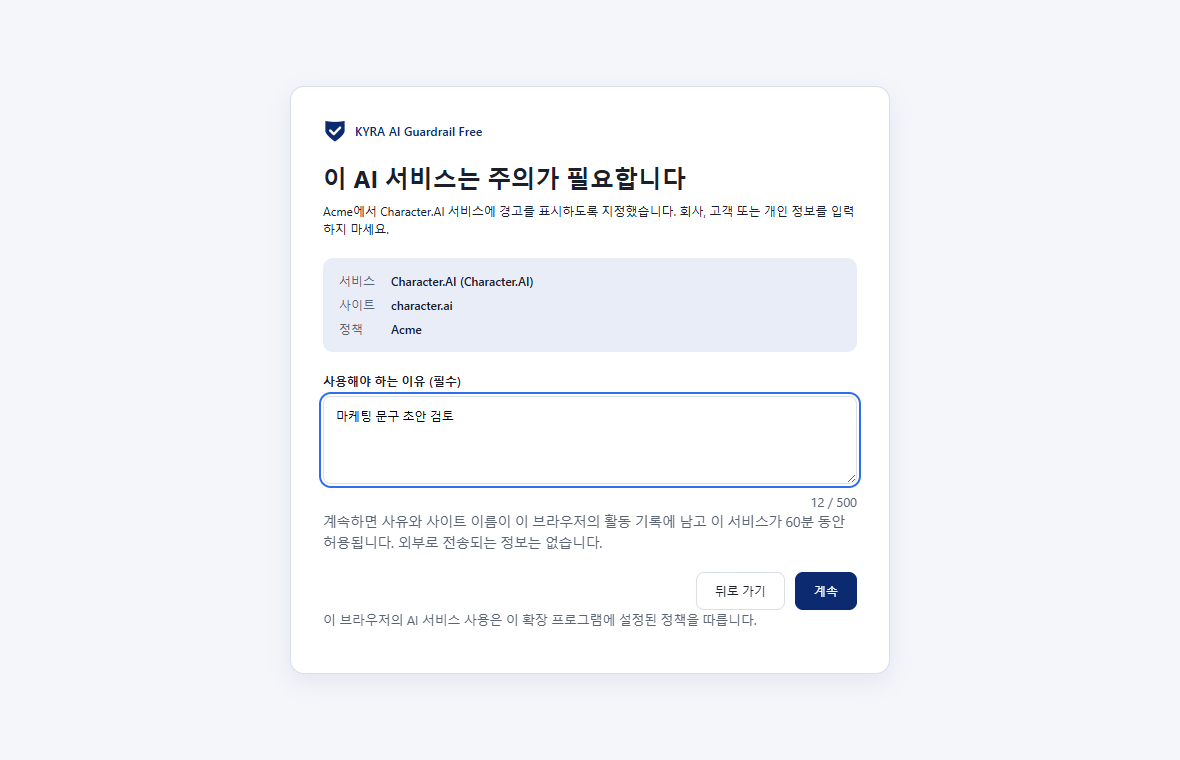 KYRA AI Guardrail Free
이 AI 서비스는 주의가 필요합니다
Acme에서 Character.AI 서비스에 경고를 표시하도록 지정했습니다. 회사, 고객 또는 개인 정보를 입력
하지 마세요.
서비스 Character.AI (Character.AI)
사이트 character.ai
정책 Acme
사용해야 하는 이유 (필수)
마케팅 문구 초안 검토
12 / 500
계속하면 사유와 사이트 이름이 이 브라우저의 활동 기록에 남고 이 서비스가 60분 동안
허용됩니다. 외부로 전송되는 정보는 없습니다.
뒤로 가기 계속
이 브라우저의 AI 서비스 사용은 이 확장 프로그램에 설정된 정책을 따릅니다.